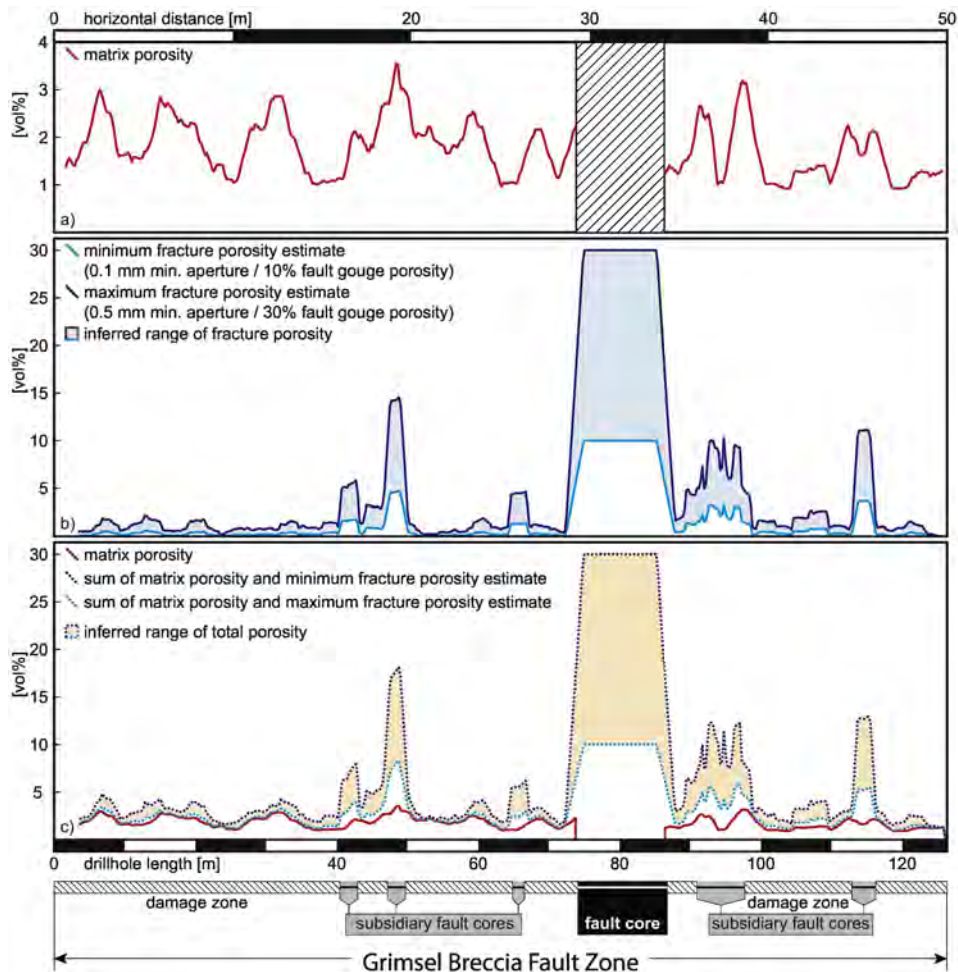 0 horizontal distance [m] 20 30 40 50
4
3
2
1
[vol%]
matrix porosity
a)
30
25
20
15
10
5
[vol%]
minimum fracture porosity estimate
(0.1 mm min. aperture / 10% fault gouge porosity)
maximum fracture porosity estimate
(0.5 mm min. aperture / 30% fault gouge porosity)
inferred range of fracture porosity
b)
30
25
20
15
10
5
[vol%]
matrix porosity
sum of matrix porosity and minimum fracture porosity estimate
sum of matrix porosity and maximum fracture porosity estimate
inferred range of total porosity
c)
0 drillhole length [m] 40 60 80 100 120
damage zone
subsidiary fault cores
fault core
damage zone
subsidiary fault cores
Grimsel Breccia Fault Zone